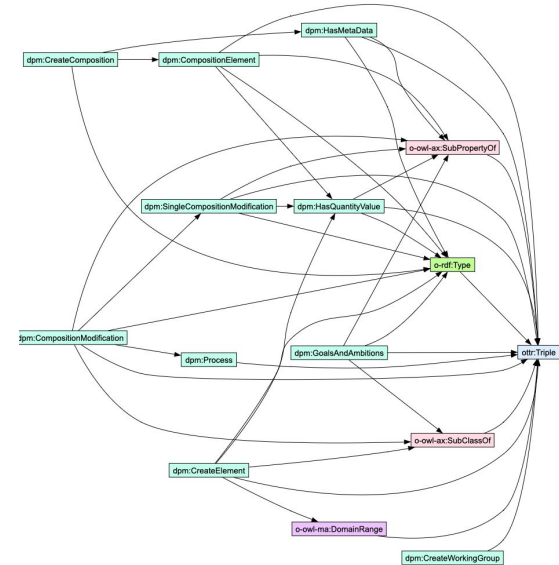 dpm:HasMetaData
dpm:CreateComposition
dpm:CompositionElement
o-owl-ax:SubPropertyOf
dpm:SingleCompositionModification
dpm:HasQuantityValue
o-rdf:Type
dpm:CompositionModification
dpm:Process
dpm:GoalsAndAmbitions
ottr:Triple
o-owl-ax:SubClassOf
dpm:CreateElement
o-owl-ma:DomainRange
dpm:CreateWorkingGroup